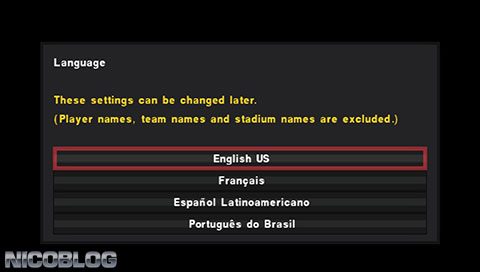 Language
These settings can be changed later.
(Player names, team names and stadium names are excluded.)
English US
Français
Español Latinoamericano
Português do Brasil
NICOBLOG